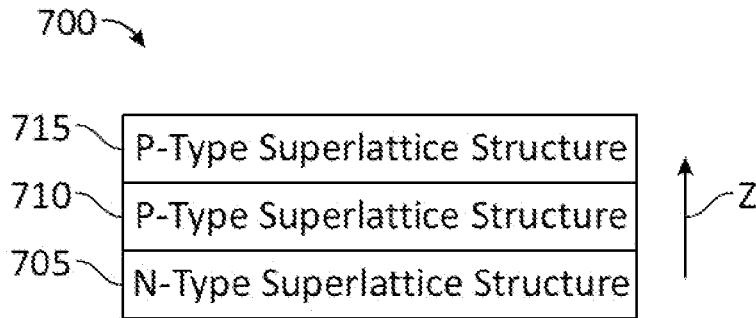 700
715 P-Type Superlattice Structure
710 P-Type Superlattice Structure Z
705 N-Type Superlattice Structure